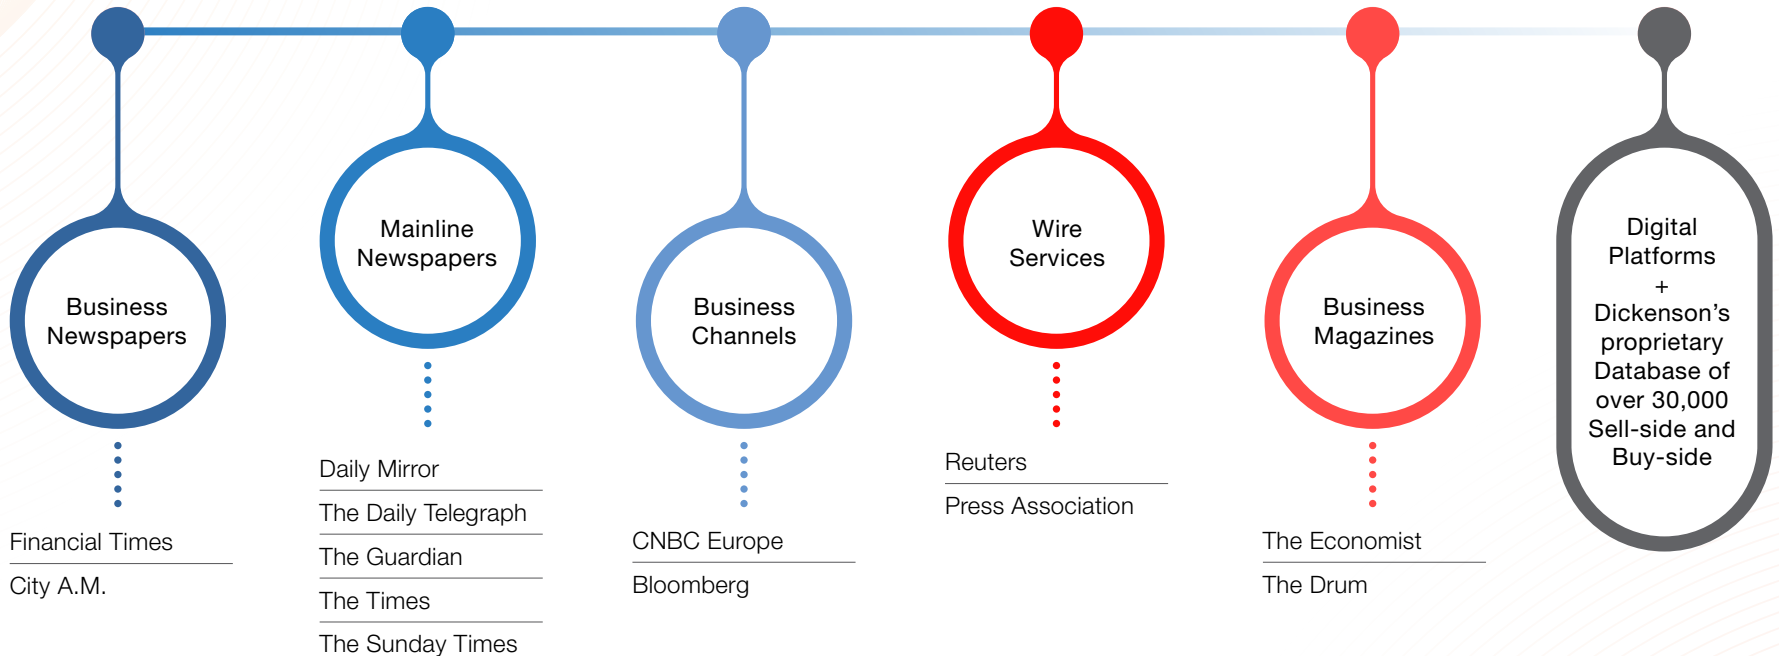 Business
Newspapers
Financial Times
City A.M.
Mainline
Newspapers
Daily Mirror
The Daily Telegraph
The Guardian
The Times
The Sunday Times
Business
Channels
CNBC Europe
Bloomberg
Wire
Services
Reuters
Press Association
Business
Magazines
The Economist
The Drum
Digital
Platforms
+
Dickenson’s
proprietary
Database of
over 30,000
Sell-side and
Buy-side